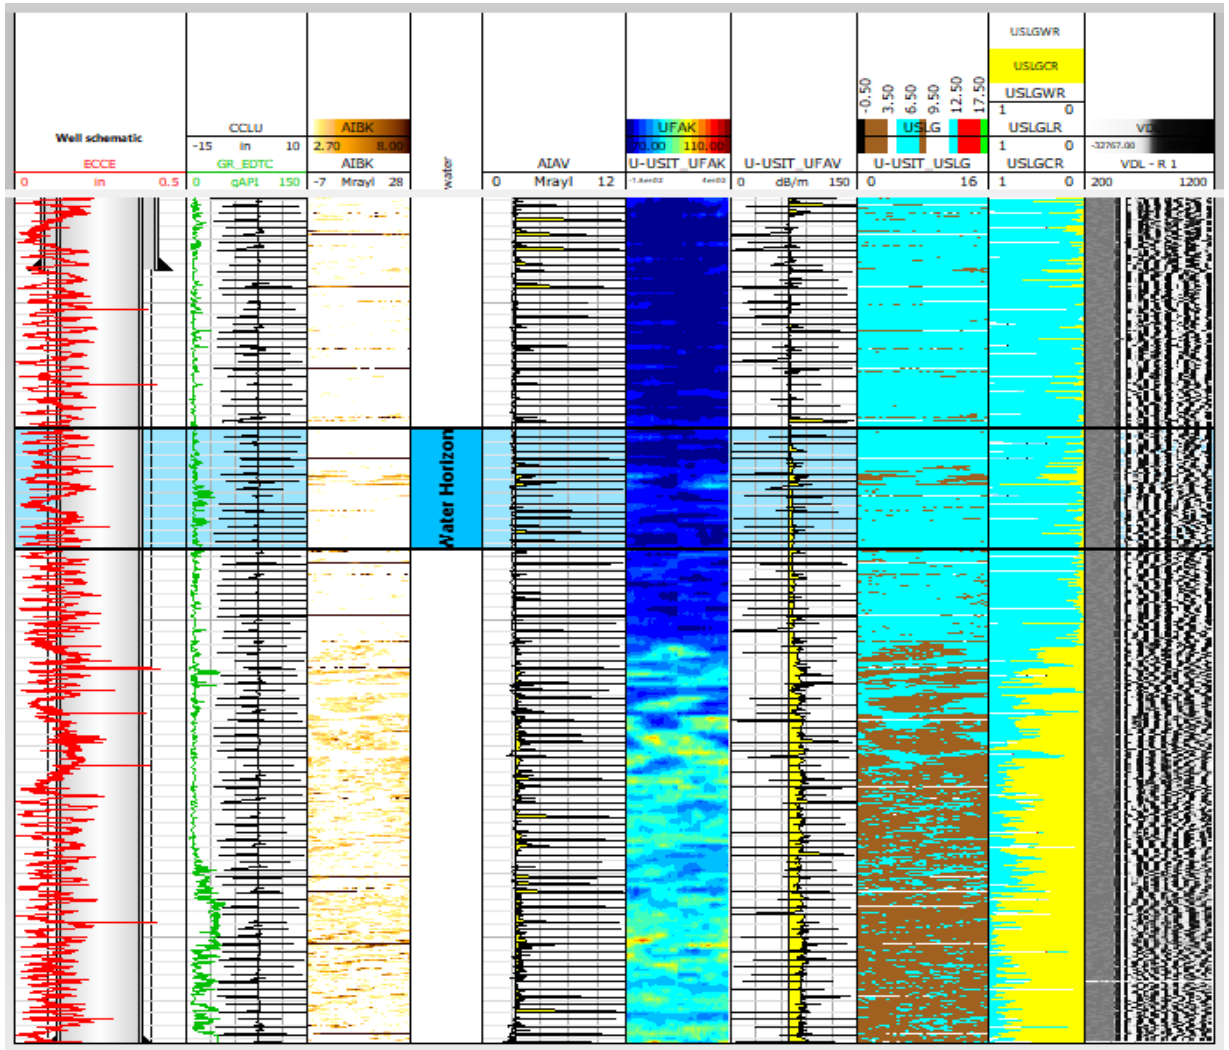 USLGWR
USLGCR
-0.50
3.50
6.50
9.50
12.50
17.50
USLGWR
1 0
Well schematic
CCLU
AIBK
UFAK
USLG
USLGLR
-15 in 10
2.70 8.00
110.00
1 0
-32767.00
ECCE
GR_EDTC
AIBK
water
AIAV
U-USIT_UFAK
U-USIT_UFAV
U-USIT_USLG
USLGCR
VDL - R 1
0 in 0.5
0 gAPI 150
-7 Mrayl 28
0 Mrayl 12
0 dB/m 150
0 16
1 0
200 1200
Water Horizon